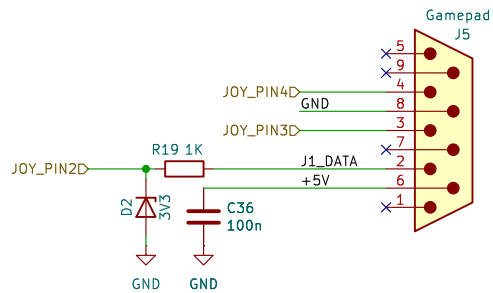 Gamepad
J5
5
9
JOY_PIN4
4
GND
8
JOY_PIN3
3
7
R19 1K
JOY_PIN2
J1_DATA
2
+5V
6
D2
3V3
C36
100n
1
GND
GND